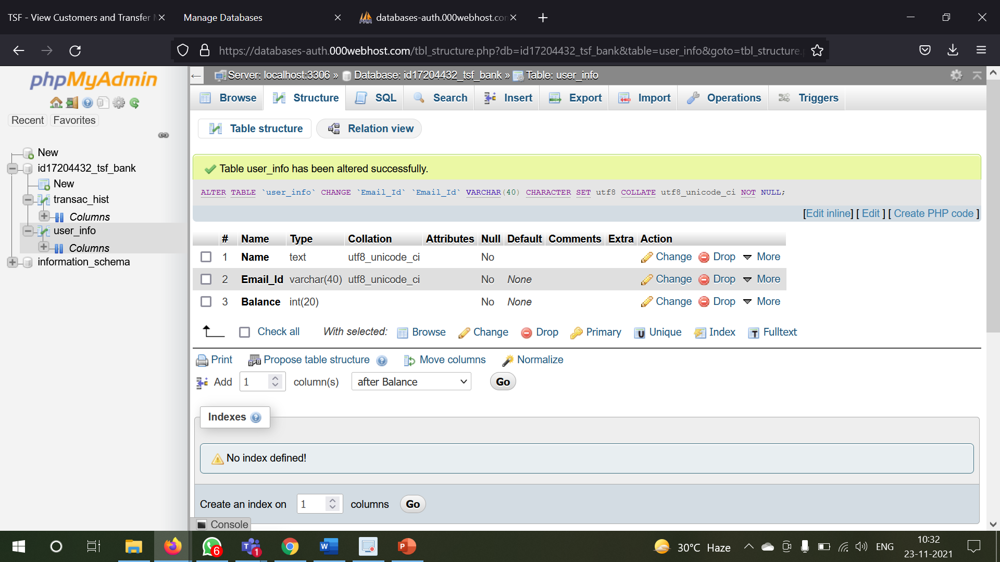 TSF - View Customers and Transfer
Manage Databases
databases-auth.000webhost.con
https://databases-auth.000webhost.com/tbl_structure.php?db=id17204432_tsf_bank&table=user_info&goto=tbl_structure.
phpMyAdmin
Recent Favorites
New
id17204432_tsf_bank
New
transac_hist
Columns
user_info
Columns
information_schema
Server: localhost:3306 » Database: id17204432_tsf_bank » Table: user_info
Browse Structure SQL Search Insert Export Import Operations Triggers
Table structure Relation view
Table user_info has been altered successfully.
ALTER TABLE `user_info` CHANGE `Email_Id` `Email_Id` VARCHAR(40) CHARACTER SET utf8 COLLATE utf8_unicode_ci NOT NULL;
[Edit inline] [ Edit ] [ Create PHP code ]
# Name Type Collation Attributes Null Default Comments Extra Action
1 Name text utf8_unicode_ci No Change Drop More
2 Email_Id varchar(40) utf8_unicode_ci No None Change Drop More
3 Balance int(20) No None Change Drop More
Check all With selected: Browse Change Drop Primary Unique Index Fulltext
Print Propose table structure Move columns Normalize
Add 1 column(s) after Balance Go
Indexes
No index defined!
Create an index on 1 columns Go
Console
6
1
30°C Haze
ENG
10:32
23-11-2021